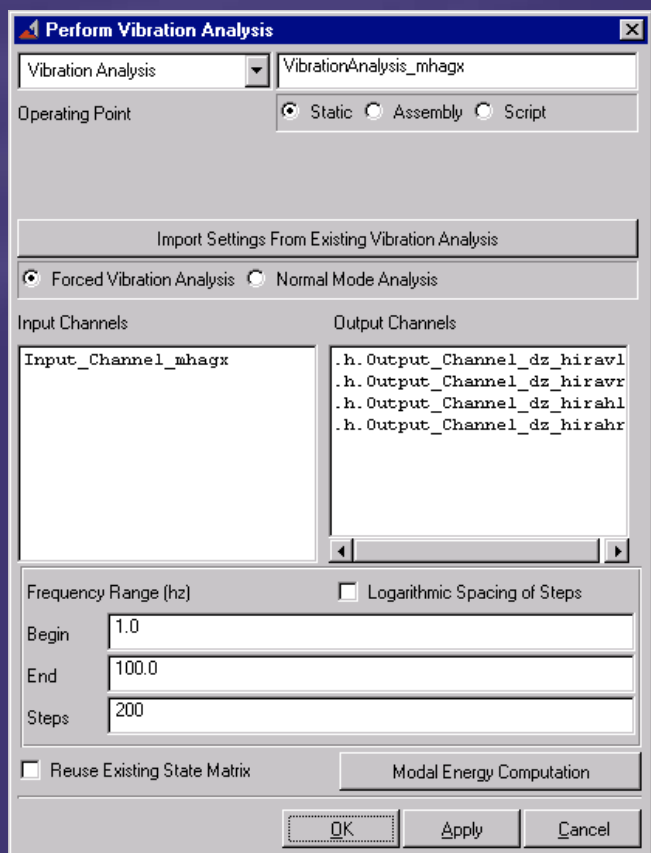 Perform Vibration Analysis
Vibration Analysis VibrationAnalysis_mhagx
Operating Point Static Assembly Script
Import Settings From Existing Vibration Analysis
Forced Vibration Analysis Normal Mode Analysis
Input Channels Output Channels
Input_Channel_mhagx .h.Output_Channel_dz_hiravl
.h.Output_Channel_dz_hiravr
.h.Output_Channel_dz_hirahl
.h.Output_Channel_dz_hirahr
Frequency Range (hz) Logarithmic Spacing of Steps
Begin 1.0
End 100.0
Steps 200
Reuse Existing State Matrix Modal Energy Computation
OK Apply Cancel